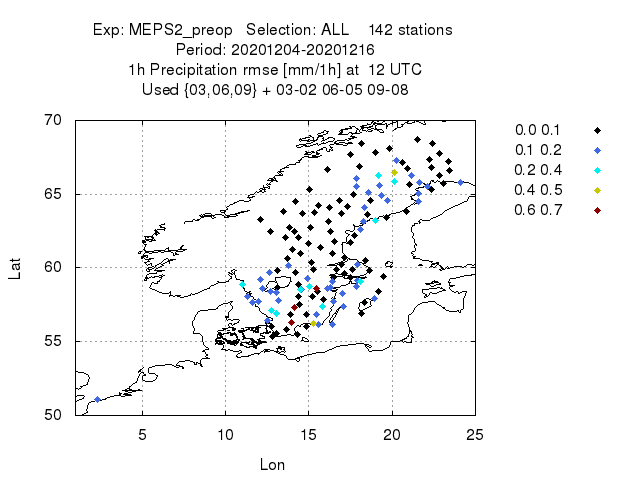 Exp: MEPS2_preop   Selection: ALL    142 stations
Period: 20201204-20201216
1h Precipitation rmse [mm/1h] at  12 UTC
Used {03,06,09} + 03-02 06-05 09-08
70
65
60
55
50
Lat
5 10 15 20 25
Lon
0.0 0.1
0.1 0.2
0.2 0.4
0.4 0.5
0.6 0.7